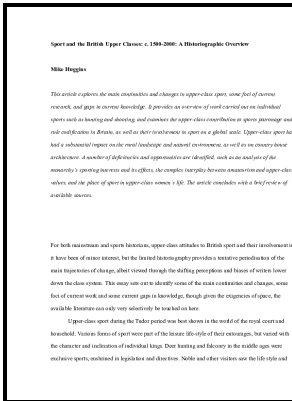 Sport and the British Upper Classes: c. 1500-2000: A Historiographic Overview
Mike Huggins
This article explores the main continuities and changes in upper-class sport, some foci of current
research, and gaps in current knowledge. It provides an overview of work carried out on individual
sports such as hunting and shooting, and examines the upper-class contribution to sports patronage and
rule codification in Britain, as well as their involvement in sport on a global scale. Upper-class sport ha
had a substantial impact on the rural landscape and natural environment, as well as on country house
architecture. A number of deficiencies and opportunities are identified, such as an analysis of the
monarchy's sporting interest and its effects, the complex interplay between amateurism and upper-class
values, and the place of sport in upper-class women's life. The article concludes with a brief review of
available sources.
For both mainstream and sports historians, upper-class attitudes to British sport and their involvement in
it have been of minor interest, but the limited historiography provides a tentative periodisation of the
main trajectories of change, albeit viewed through the shifting perceptions and biases of writers lower
down the class system. This essay sets out to identify some of the main continuities and changes, some
foci of current work and some current gaps in knowledge, though given the exigencies of space, the
available literature can only very selectively be touched on here.
Upper-class sport during the Tudor period was best shown in the world of the royal court and
household. Various forms of sport were part of the leisure life-style of their entourages, but varied with
the character and inclination of individual kings. Deer hunting and falconry in the middle ages were
exclusive sports, enshrined in legislation and directives. Noble and other visitors saw the life style and